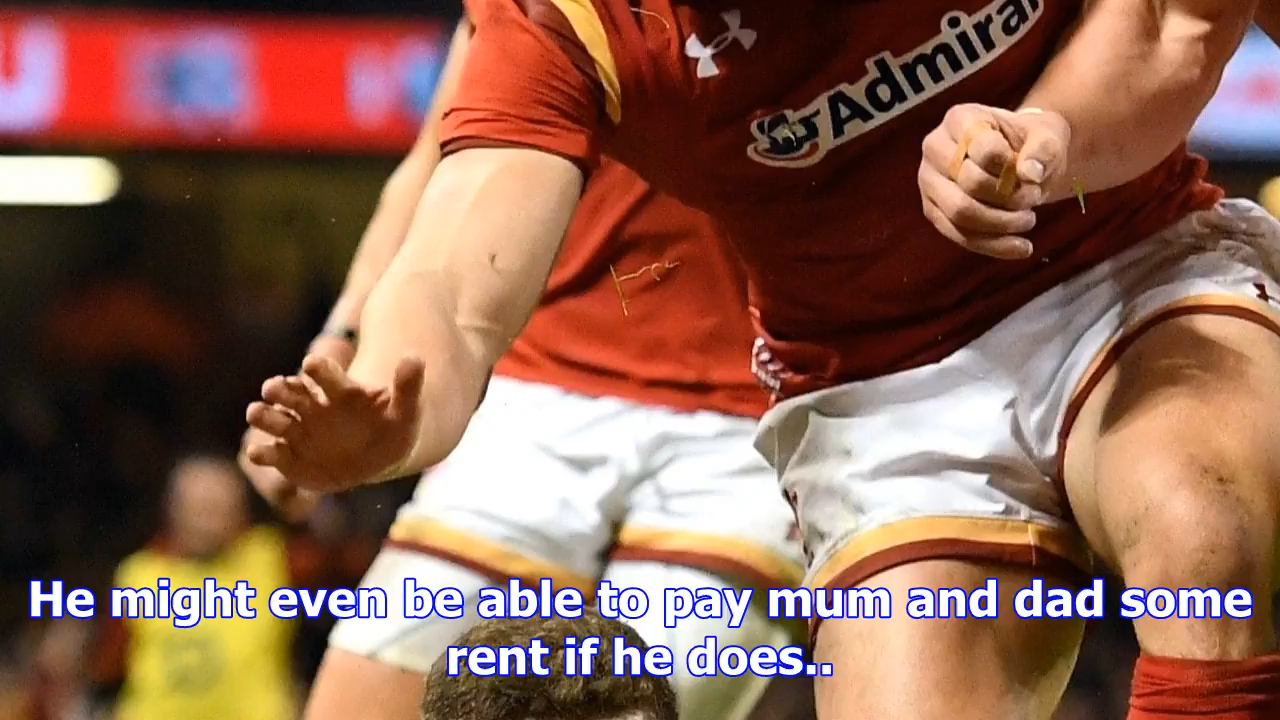 Admiral
He might even be able to pay mum and dad some
rent if he does..